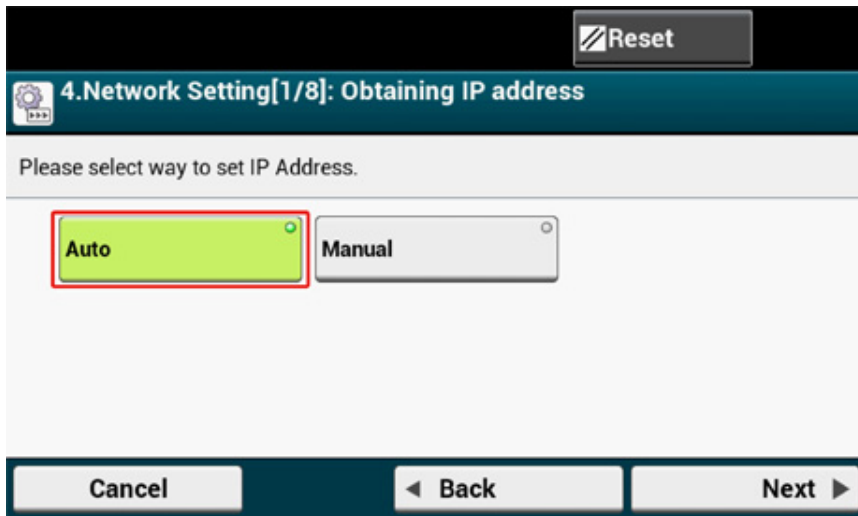 Reset
4.Network Setting[1/8]: Obtaining IP address
Please select way to set IP Address.
Auto
Manual
Cancel
Back
Next